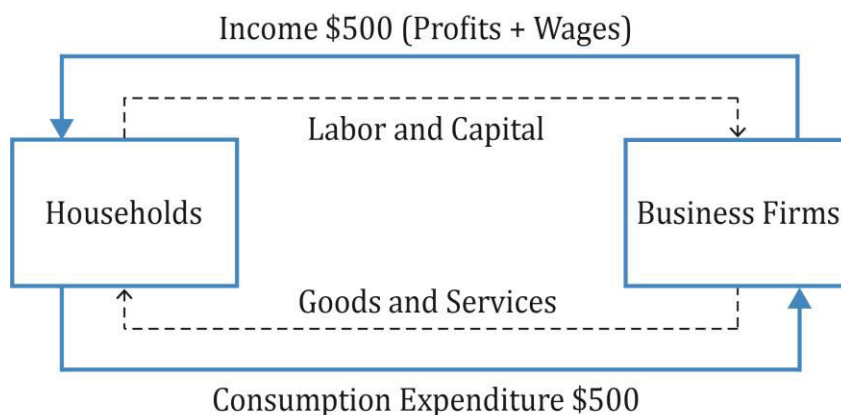 Income $500 (Profits + Wages)
Labor and Capital
Households
Business Firms
Goods and Services
Consumption Expenditure $500